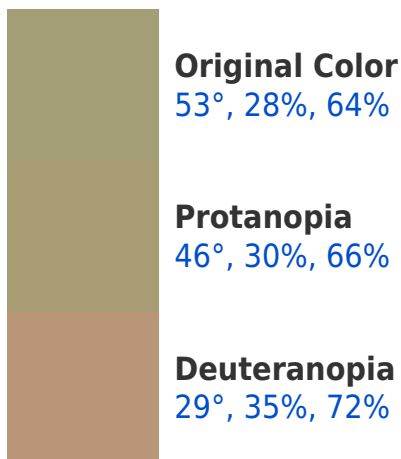 Original Color
53°, 28%, 64%
Protanopia
46°, 30%, 66%
Deuteranopia
29°, 35%, 72%